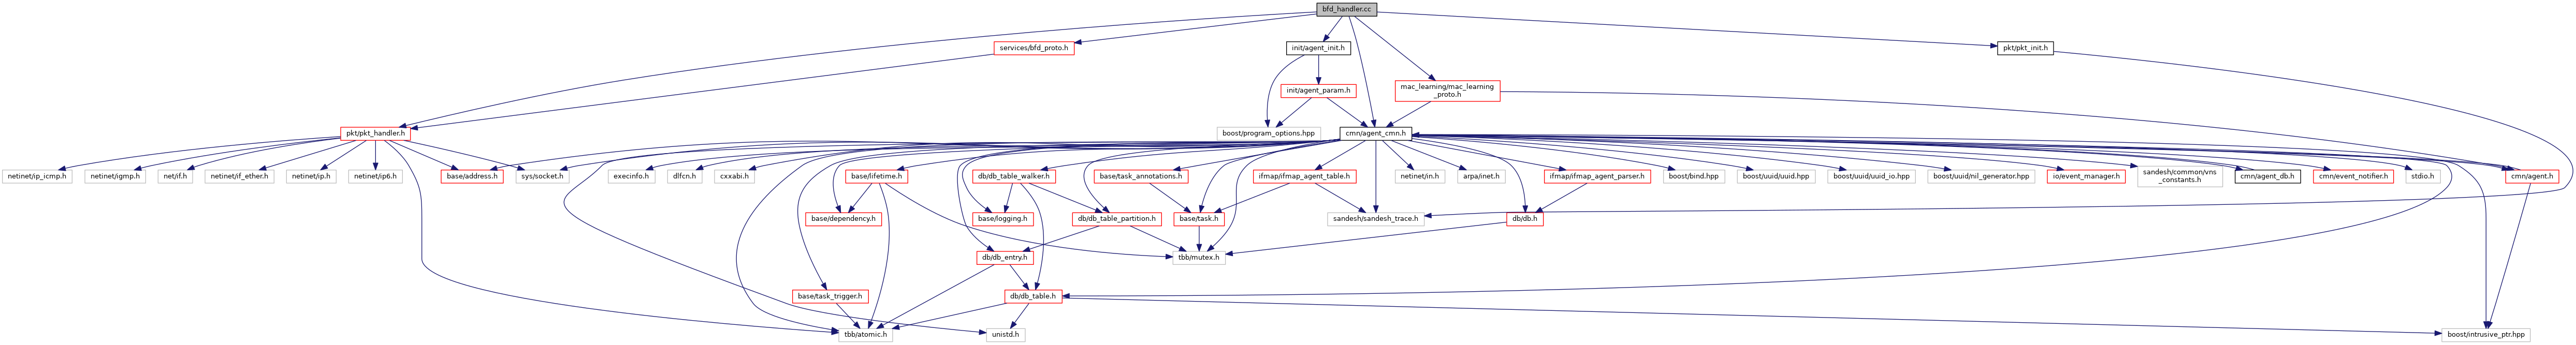 bfd_handler.cc
services/bfd_proto.h
init/agent_init.h
pkt/pkt_init.h
init/agent_param.h
mac_learning/mac_learning
_proto.h
pkt/pkt_handler.h
boost/program_options.hpp
cmn/agent_cmn.h
netinet/ip_icmp.h
netinet/igmp.h
net/if.h
netinet/if_ether.h
netinet/ip.h
netinet/ip6.h
base/address.h
sys/socket.h
execinfo.h
dlfcn.h
cxxabi.h
base/lifetime.h
db/db_table_walker.h
base/task_annotations.h
ifmap/ifmap_agent_table.h
netinet/in.h
arpa/inet.h
ifmap/ifmap_agent_parser.h
boost/bind.hpp
boost/uuid/uuid.hpp
boost/uuid/uuid_io.hpp
boost/uuid/nil_generator.hpp
io/event_manager.h
sandesh/common/vns
_constants.h
cmn/agent_db.h
cmn/event_notifier.h
stdio.h
cmn/agent.h
base/dependency.h
base/logging.h
db/db_table_partition.h
base/task.h
sandesh/sandesh_trace.h
db/db.h
db/db_entry.h
tbb/mutex.h
base/task_trigger.h
db/db_table.h
tbb/atomic.h
unistd.h
boost/intrusive_ptr.hpp